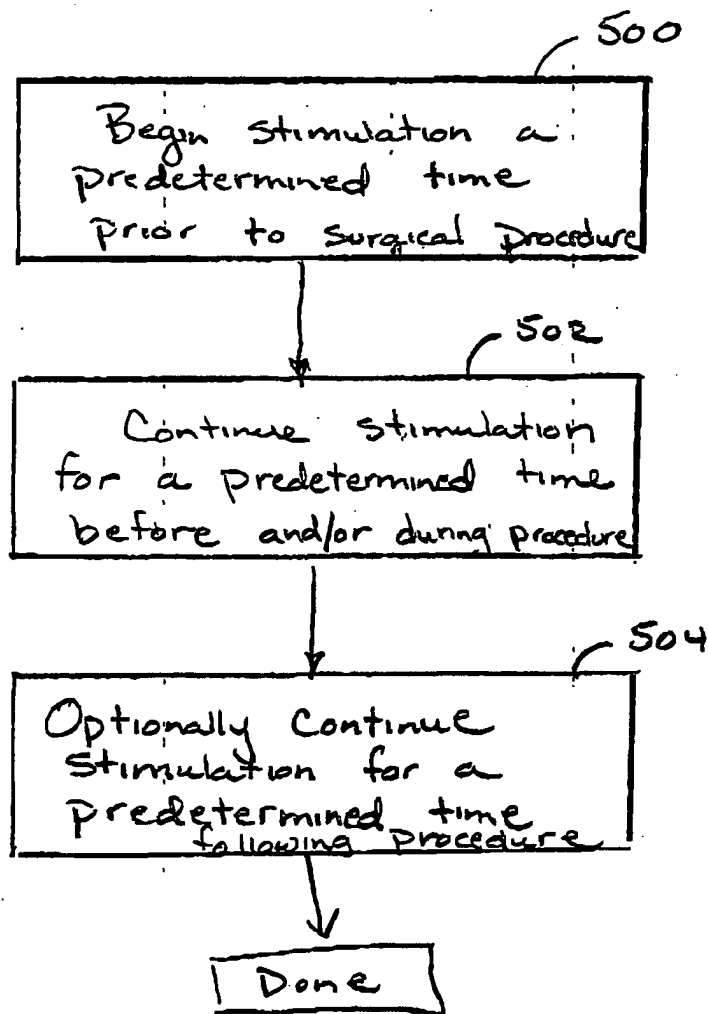 500
Begin stimulation a
predetermined time
prior to surgical procedure
502
Continue stimulation
for a predetermined time
before and/or during procedure
504
Optionally Continue
stimulation for a
predetermined time
following procedure
Done